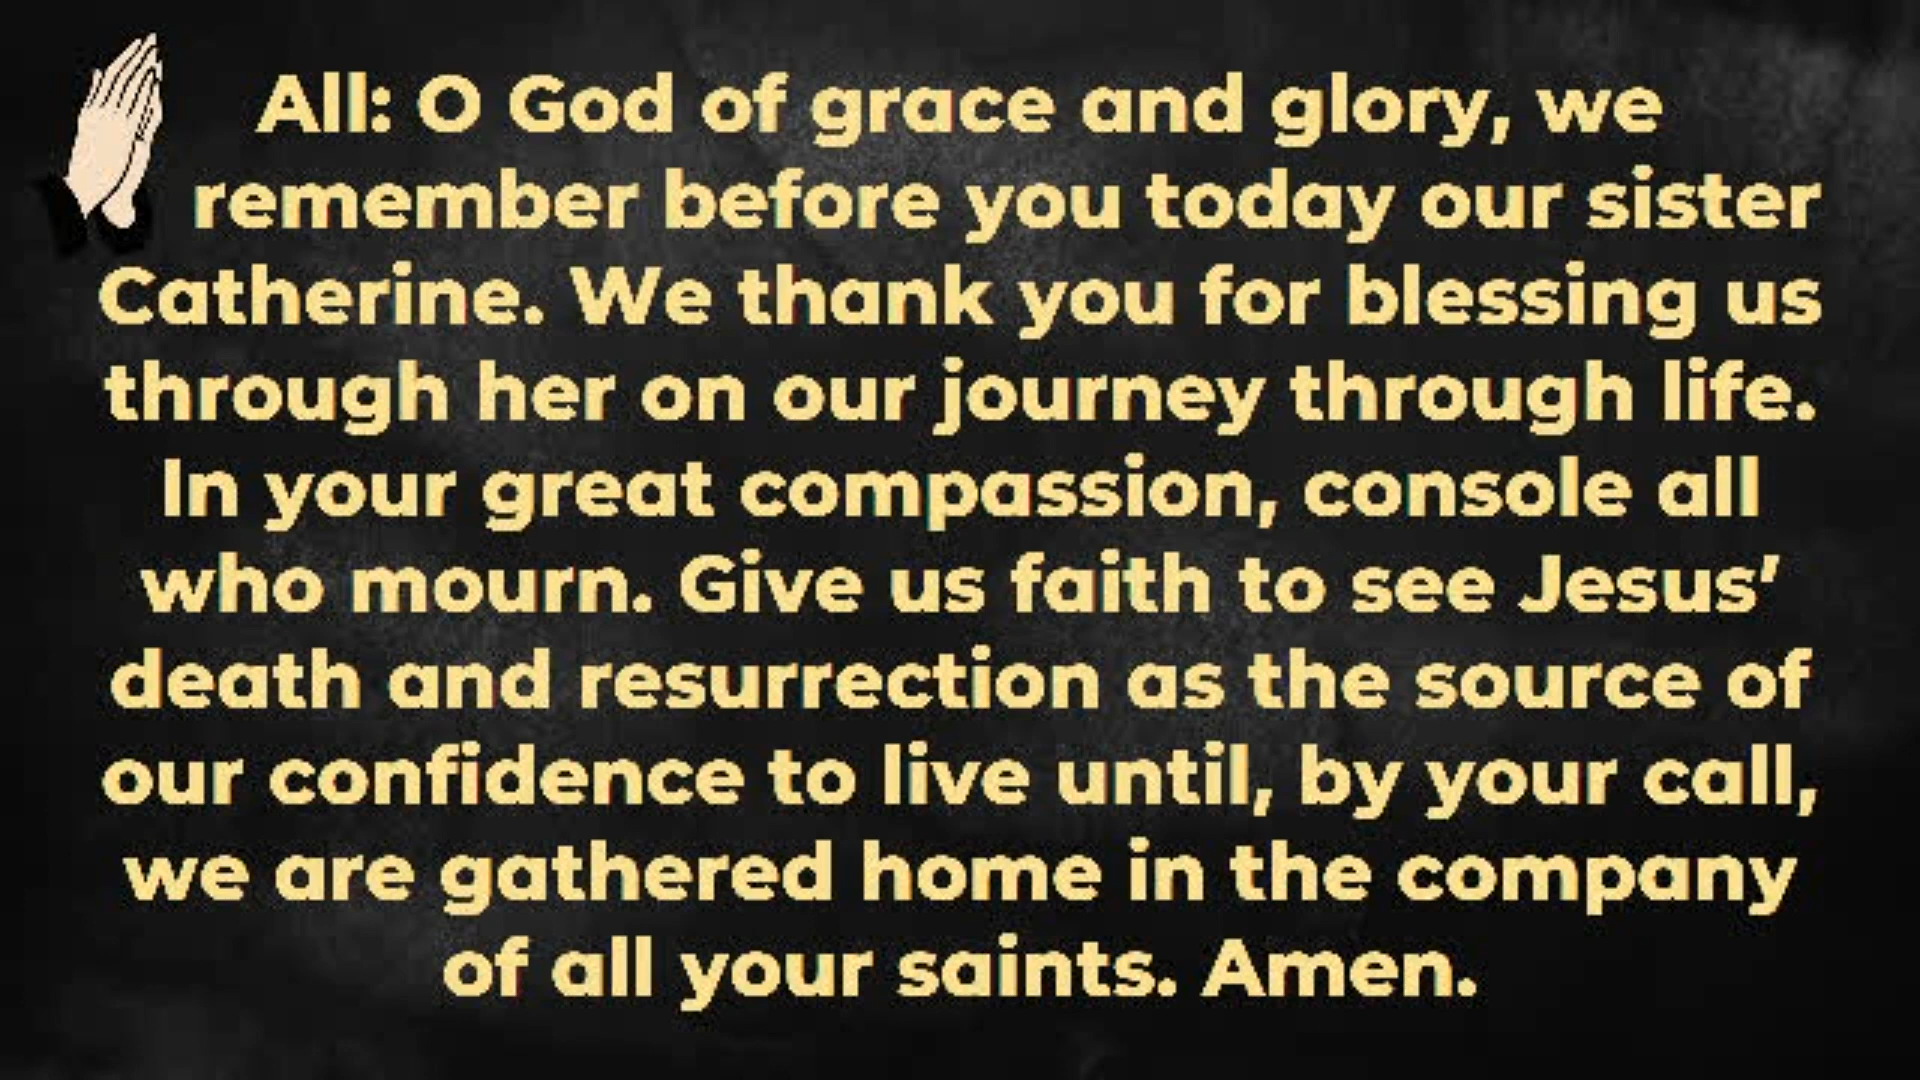 All: O God of grace and glory, we
remember before you today our sister
Catherine. We thank you for blessing us
through her on our journey through life.
In your great compassion, console all
who mourn. Give us faith to see Jesus’
death and resurrection as the source of
our confidence to live until, by your call,
we are gathered home in the company
of all your saints. Amen.